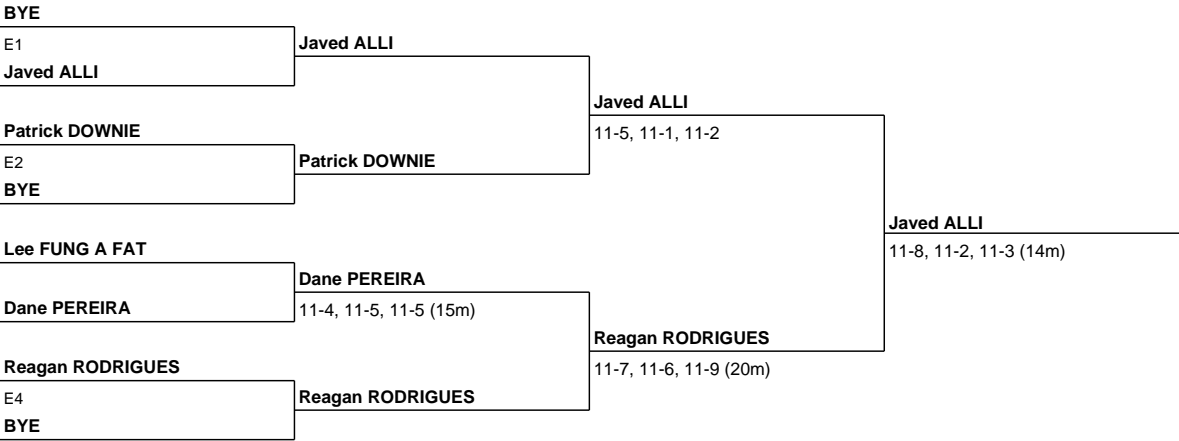 BYE
E1
Javed ALLI
Javed ALLI
Javed ALLI
11-5, 11-1, 11-2
Patrick DOWNIE
E2
Patrick DOWNIE
BYE
Javed ALLI
11-8, 11-2, 11-3 (14m)
Lee FUNG A FAT
Dane PEREIRA
Dane PEREIRA
11-4, 11-5, 11-5 (15m)
Reagan RODRIGUES
11-7, 11-6, 11-9 (20m)
Reagan RODRIGUES
E4
Reagan RODRIGUES
BYE